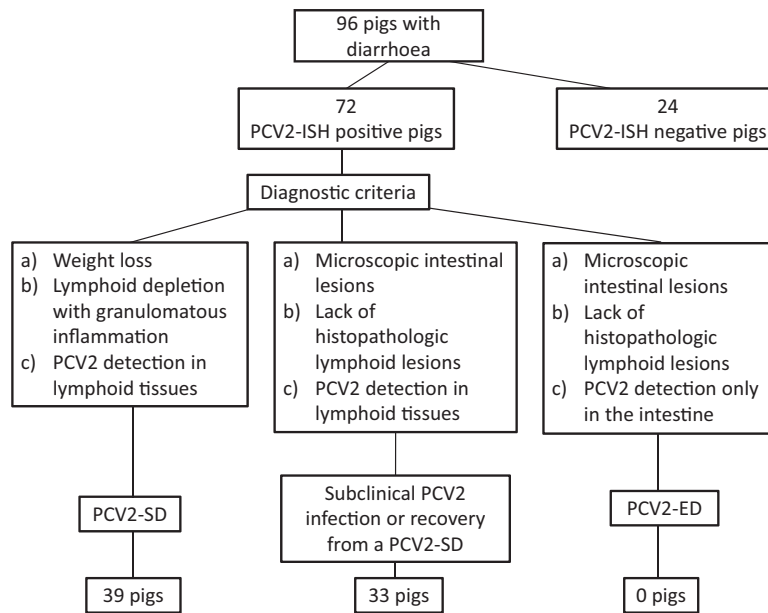 96 pigs with
diarrhoea
72
PCV2-ISH positive pigs
24
PCV2-ISH negative pigs
Diagnostic criteria
a) Weight loss
b) Lymphoid depletion
with granulomatous
inflammation
c) PCV2 detection in
lymphoid tissues
a) Microscopic intestinal
lesions
b) Lack of
histopathologic
lymphoid lesions
c) PCV2 detection in
lymphoid tissues
a) Microscopic
intestinal lesions
b) Lack of
histopathologic
lymphoid lesions
c) PCV2 detection only
in the intestine
PCV2-SD
Subclinical PCV2
infection or recovery
from a PCV2-SD
PCV2-ED
39 pigs
33 pigs
0 pigs